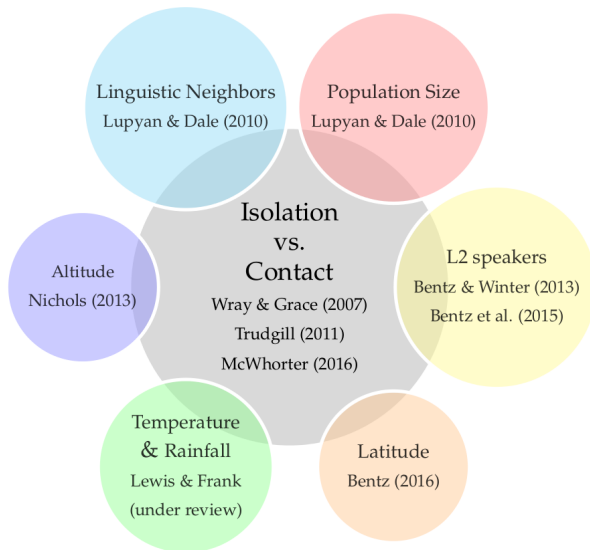 Linguistic Neighbors
Lupyan & Dale (2010)
Population Size
Lupyan & Dale (2010)
Isolation
vs.
Contact
Wray & Grace (2007)
Trudgill (2011)
McWhorter (2016)
Altitude
Nichols (2013)
L2 speakers
Bentz & Winter (2013)
Bentz et al. (2015)
Temperature
& Rainfall
Lewis & Frank
(under review)
Latitude
Bentz (2016)